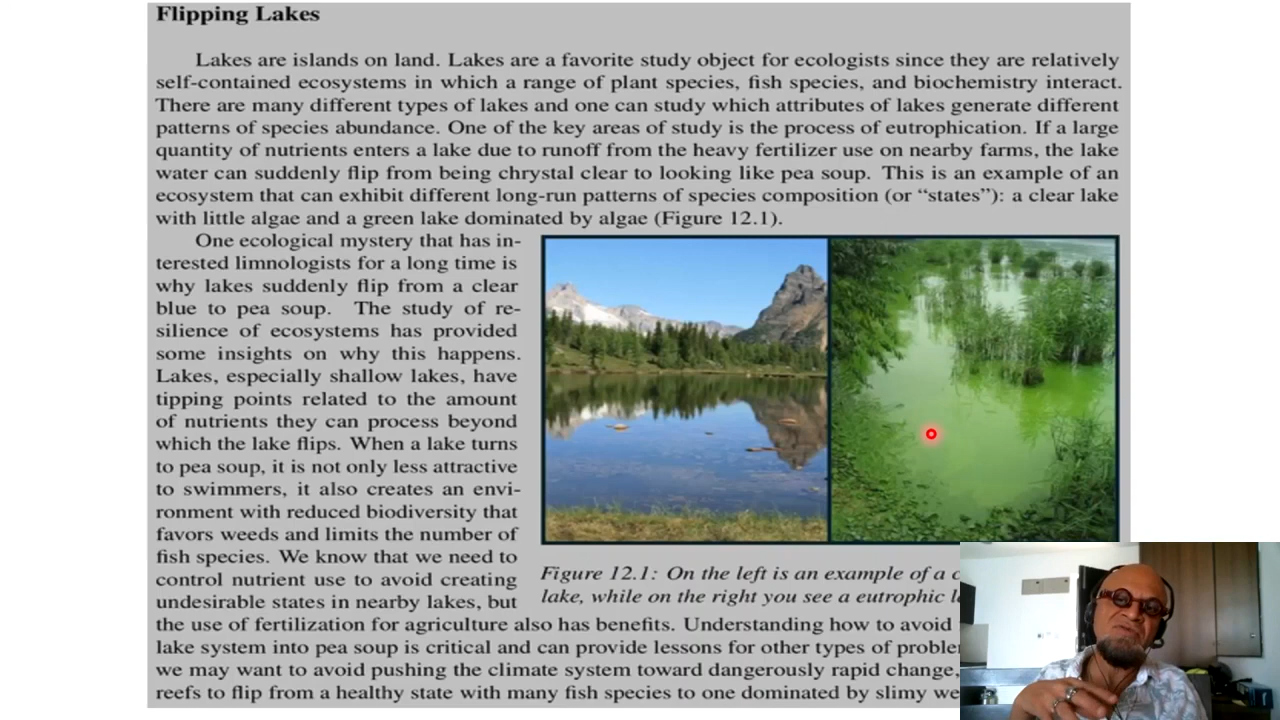 Flipping Lakes
Lakes are islands on land. Lakes are a favorite study object for ecologists since they are relatively
self-contained ecosystems in which a range of plant species, fish species, and biochemistry interact.
There are many different types of lakes and one can study which attributes of lakes generate different
patterns of species abundance. One of the key areas of study is the process of eutrophication. If a large
quantity of nutrients enters a lake due to runoff from the heavy fertilizer use on nearby farms, the lake
water can suddenly flip from being chrystal clear to looking like pea soup. This is an example of an
ecosystem that can exhibit different long-run patterns of species composition (or “states”): a clear lake
with little algae and a green lake dominated by algae (Figure 12.1).
One ecological mystery that has in-
terested limnologists for a long time is
why lakes suddenly flip from a clear
blue to pea soup. The study of re-
silience of ecosystems has provided
some insights on why this happens.
Lakes, especially shallow lakes, have
tipping points related to the amount
of nutrients they can process beyond
which the lake flips. When a lake turns
to pea soup, it is not only less attractive
to swimmers, it also creates an envi-
ronment with reduced biodiversity that
favors weeds and limits the number of
fish species. We know that we need to
control nutrient use to avoid creating
undesirable states in nearby lakes, but
the use of fertilization for agriculture also has benefits. Understanding how to avoid
lake system into pea soup is critical and can provide lessons for other types of
we may want to avoid pushing the climate system toward dangerously rapid change,
reefs to flip from a healthy state with many fish species to one dominated by slimy
Figure 12.1: On the left is an example of a
lake, while on the right you see a eutrophic